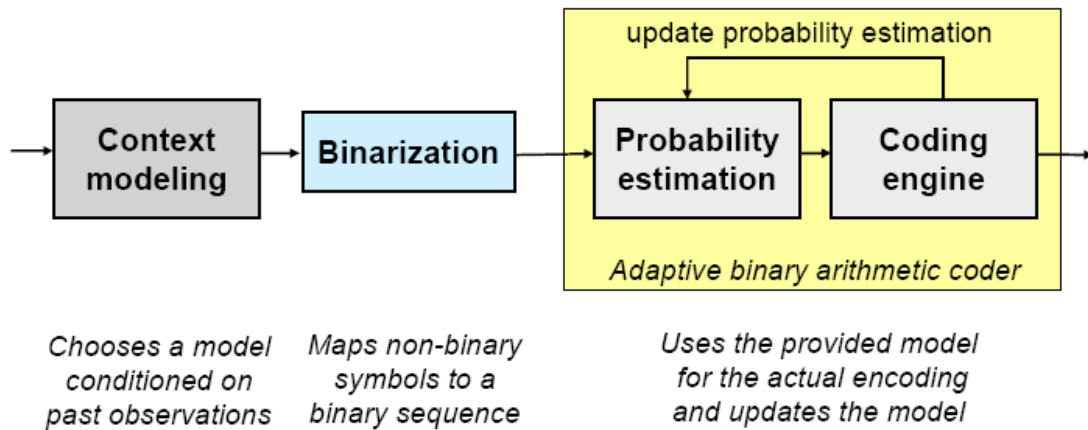 update probability estimation
Context
modeling
Binarization
Probability
estimation
Coding
engine
Adaptive binary arithmetic coder
Chooses a model
conditioned on
past observations
Maps non-binary
symbols to a
binary sequence
Uses the provided model
for the actual encoding
and updates the model